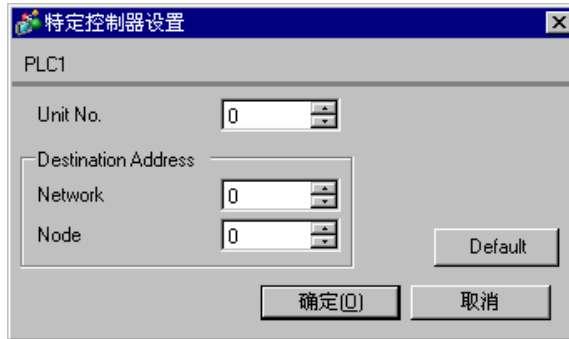 特定控制器设置
PLC1
Unit No. 0
Destination Address
Network 0
Node 0
Default
确定(O) 取消